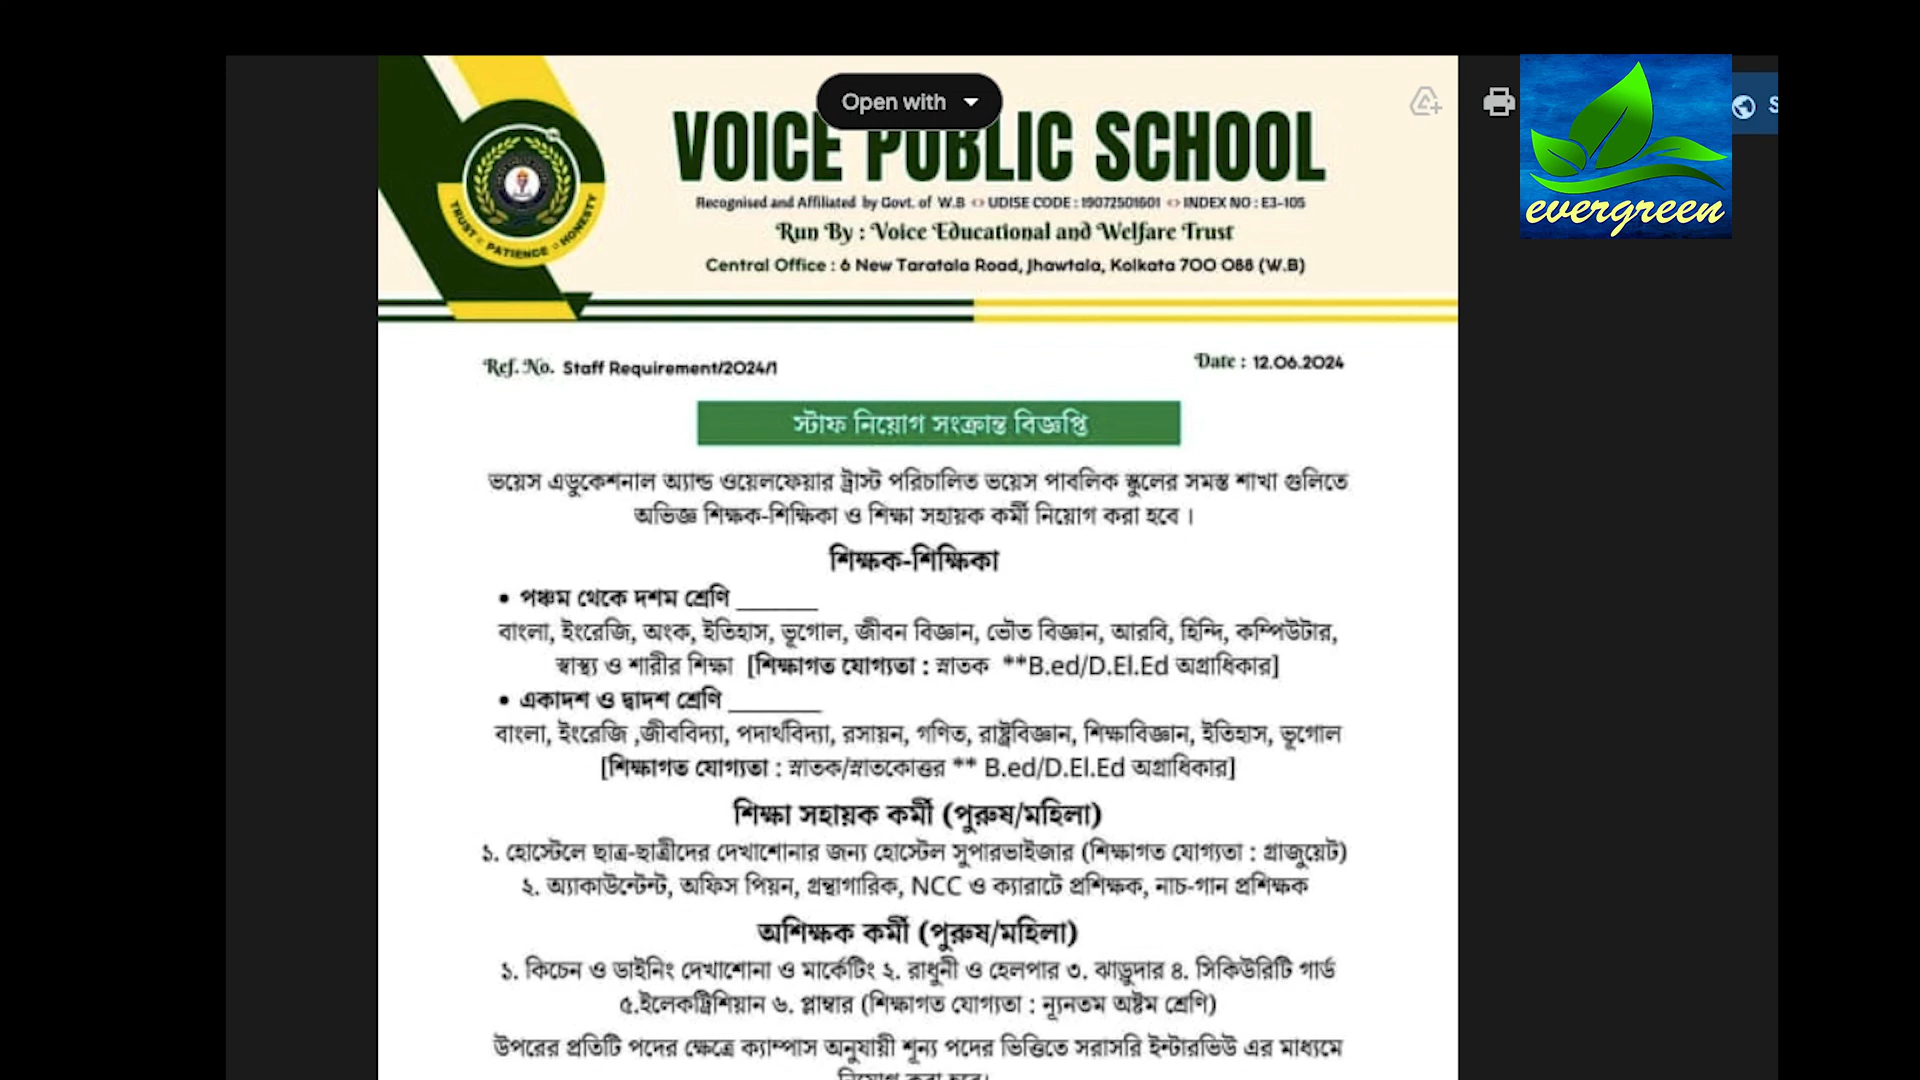 Open with
VOICE PUBLIC SCHOOL
Recognised and Affiliated by Govt. of W.B <> UDISE CODE : 19072501601 <> INDEX NO : E3-105
Run By : Voice Educational and Welfare Trust
Central Office : 6 New Taratala Road, Jhawtala, Kolkata 700 088 (W.B)
TRUST PATIENCE HONESTY
evergreen
S
Ref. No. Staff Requirement/2024/1
Date : 12.06.2024
স্টাফ নিয়োগ সংক্রান্ত বিজ্ঞপ্তি
ভয়েস এডুকেশনাল অ্যান্ড ওয়েলফেয়ার ট্রাস্ট পরিচালিত ভয়েস পাবলিক স্কুলের সমস্ত শাখা গুলিতে
অভিজ্ঞ শিক্ষক-শিক্ষিকা ও শিক্ষা সহায়ক কর্মী নিয়োগ করা হবে।
শিক্ষক-শিক্ষিকা
• পঞ্চম থেকে দশম শ্রেণি _______
বাংলা, ইংরেজি, অংক, ইতিহাস, ভূগোল, জীবন বিজ্ঞান, ভৌত বিজ্ঞান, আরবি, হিন্দি, কম্পিউটার,
স্বাস্থ্য ও শারীর শিক্ষা [শিক্ষাগত যোগ্যতা : স্নাতক **B.ed/D.El.Ed অগ্রাধিকার]
• একাদশ ও দ্বাদশ শ্রেণি ________
বাংলা, ইংরেজি ,জীববিদ্যা, পদার্থবিদ্যা, রসায়ন, গণিত, রাষ্ট্রবিজ্ঞান, শিক্ষাবিজ্ঞান, ইতিহাস, ভূগোল
[শিক্ষাগত যোগ্যতা : স্নাতক/স্নাতকোত্তর ** B.ed/D.El.Ed অগ্রাধিকার]
শিক্ষা সহায়ক কর্মী (পুরুষ/মহিলা)
১. হোস্টেলে ছাত্র-ছাত্রীদের দেখাশোনার জন্য হোস্টেল সুপারভাইজার (শিক্ষাগত যোগ্যতা : গ্রাজুয়েট)
২. অ্যাকাউন্টেন্ট, অফিস পিয়ন, গ্রন্থাগারিক, NCC ও ক্যারাটে প্রশিক্ষক, নাচ-গান প্রশিক্ষক
অশিক্ষক কর্মী (পুরুষ/মহিলা)
১. কিচেন ও ডাইনিং দেখাশোনা ও মার্কেটিং ২. রাধুনী ও হেলপার ৩. ঝাড়ুদার ৪. সিকিউরিটি গার্ড
৫.ইলেকট্রিশিয়ান ৬. প্লাম্বার (শিক্ষাগত যোগ্যতা : ন্যূনতম অষ্টম শ্রেণি)
উপরের প্রতিটি পদের ক্ষেত্রে ক্যাম্পাস অনুযায়ী শূন্য পদের ভিত্তিতে সরাসরি ইন্টারভিউ এর মাধ্যমে
নিয়োগ করা হবে।